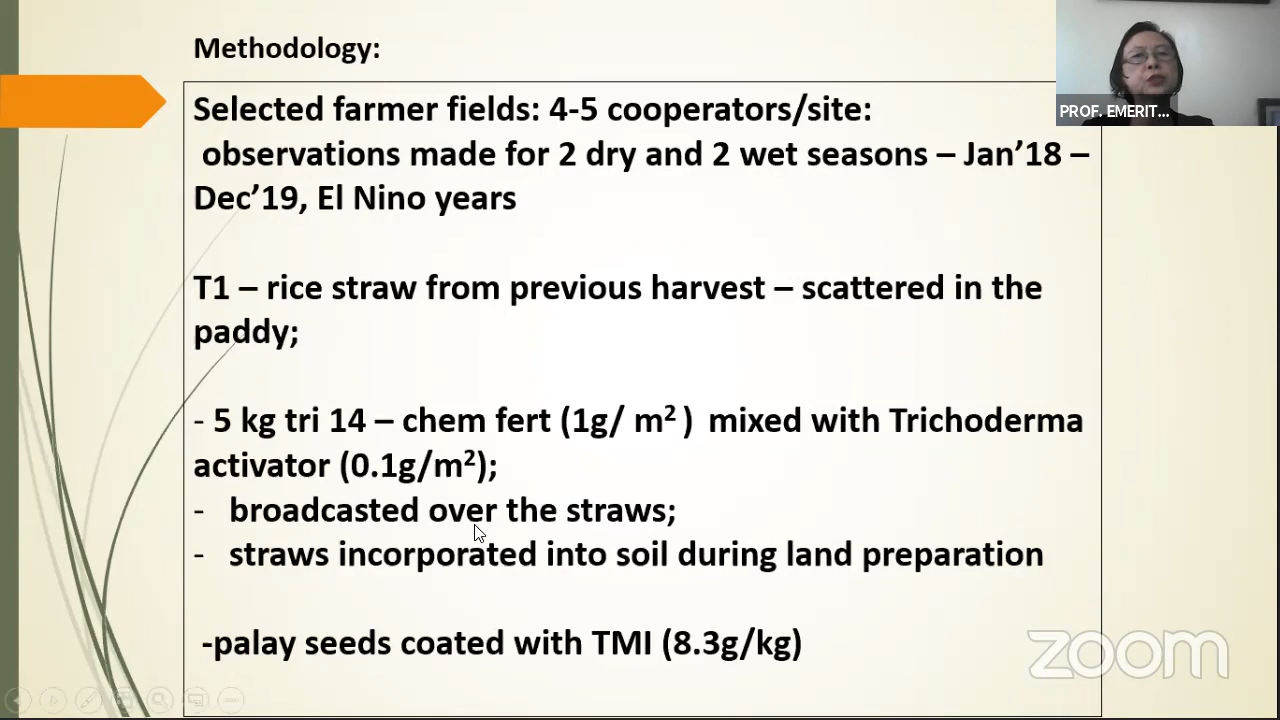 Methodology:
PROF. EMERIT...
Selected farmer fields: 4-5 cooperators/site:
observations made for 2 dry and 2 wet seasons – Jan’18 –
Dec’19, El Nino years
T1 – rice straw from previous harvest – scattered in the
paddy;
- 5 kg tri 14 – chem fert (1g/ m² ) mixed with Trichoderma
activator (0.1g/m²);
- broadcasted over the straws;
- straws incorporated into soil during land preparation
-palay seeds coated with TMI (8.3g/kg)
zoom